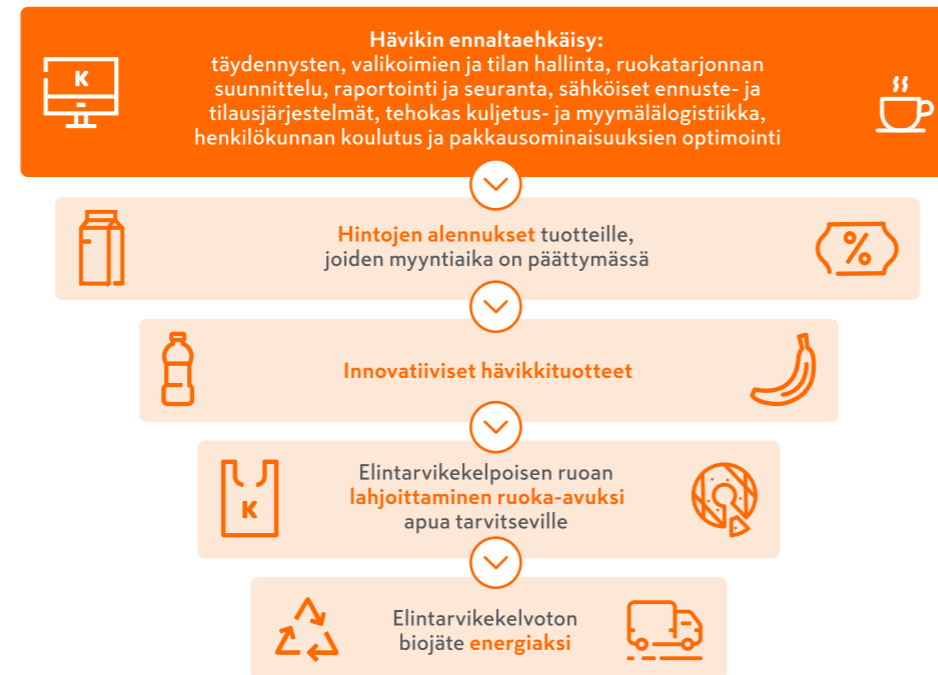 K
Hävikin ennaltaehkäisy:
täydennysten, valikoimien ja tilan hallinta, ruokatarjonnan
suunnittelu, raportointi ja seuranta, sähköiset ennuste- ja
tilausjärjestelmät, tehokas kuljetus- ja myymälälogistiikka,
henkilökunnan koulutus ja pakkausominaisuuksien optimointi
Hintojen alennukset tuotteille,
joiden myyntiaika on päättymässä
%
Innovatiiviset hävikkituotteet
K
Elintarvikekelpoisen ruoan
lahjoittaminen ruoka-avuksi
apua tarvitseville
Elintarvikekelvoton
biojäte energiaksi